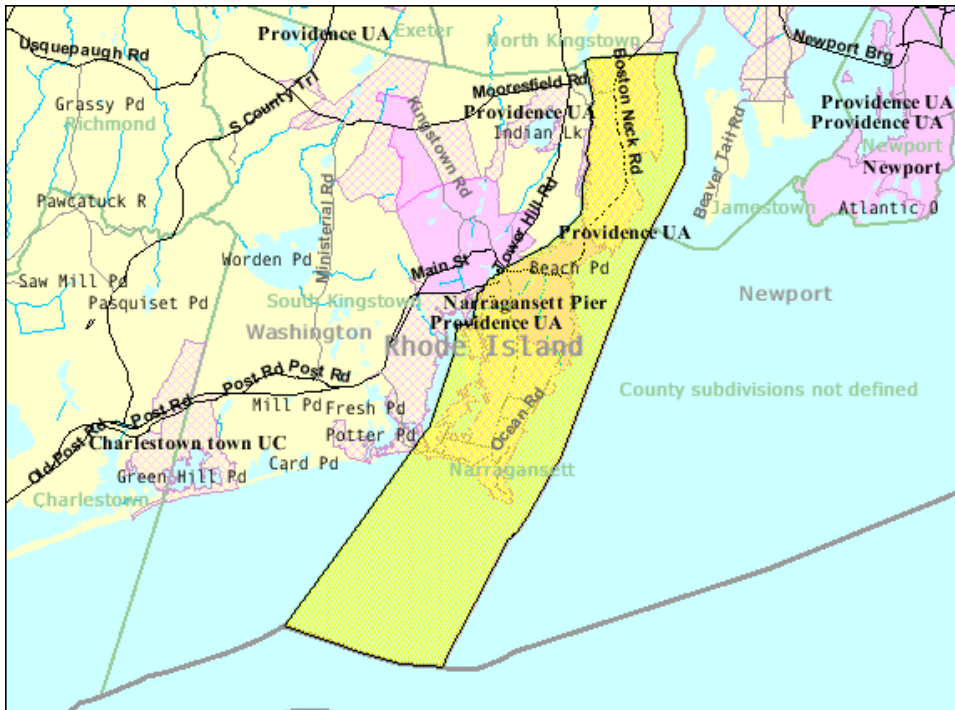 Providence UA
Exeter
North Kingstown
Newport Brg
Usquepaugh Rd
Boston Neck Rd
Mooresfield Rd
S County Trl
Grassy Pd
Richmond
Kingstown Rd
Providence UA
Indian Lk
Providence UA
Providence UA
Newport
Newport
Beaver Tail Rd
Pawcatuck R
Jamestown
Atlantic O
Ministerial Rd
Tower Hill Rd
Providence UA
Worden Pd
Main St
Beach Pd
Saw Mill Pd
Pasquiset Pd
South Kingstown
Narragansett Pier
Newport
Washington
Providence UA
Rhode Island
Post Rd
Post Rd
County subdivisions not defined
Post Rd
Mill Pd
Fresh Pd
Ocean Rd
Old Post Rd
Charlestown town UC
Potter Pd
Card Pd
Narragansett
Green Hill Pd
Charlestown